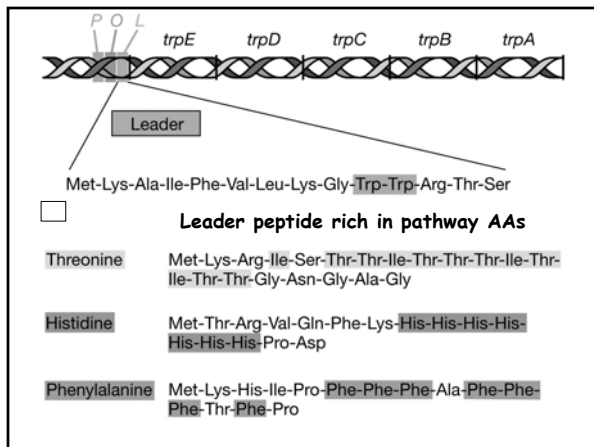 P O L
trpE trpD trpC trpB trpA
Leader
Met-Lys-Ala-Ile-Phe-Val-Leu-Lys-Gly-Trp-Trp-Arg-Thr-Ser
Leader peptide rich in pathway AAs
Threonine Met-Lys-Arg-Ile-Ser-Thr-Thr-Ile-Thr-Thr-Thr-Ile-Thr-
Ile-Thr-Thr-Gly-Asn-Gly-Ala-Gly
Histidine Met-Thr-Arg-Val-Gln-Phe-Lys-His-His-His-His-
His-His-His-Pro-Asp
Phenylalanine Met-Lys-His-Ile-Pro-Phe-Phe-Phe-Ala-Phe-Phe-
Phe-Thr-Phe-Pro